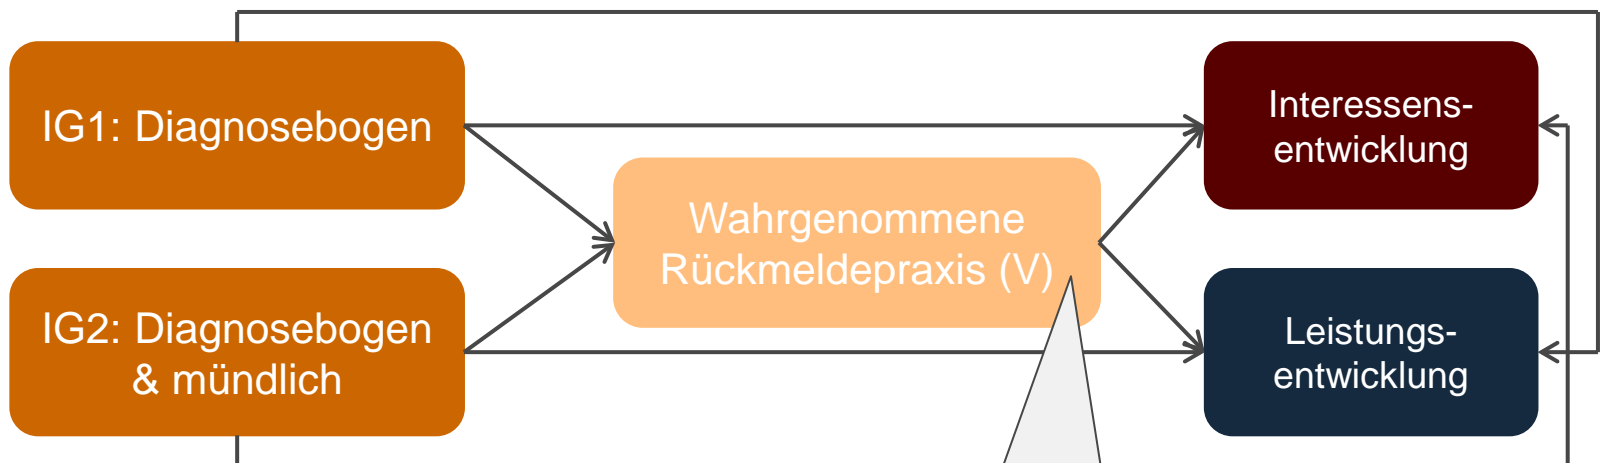 IG1: Diagnosebogen
Interessens-
entwicklung
Wahrgenommene
Rückmeldepraxis (V)
IG2: Diagnosebogen
& mündlich
Leistungs-
entwicklung